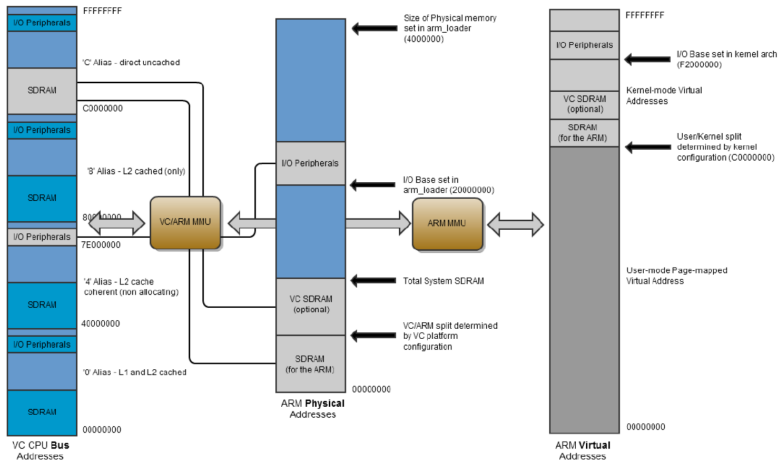 FFFFFFFF
I/O Peripherals
'C' Alias - direct uncached
SDRAM
C0000000
I/O Peripherals
'8' Alias - L2 cached (only)
SDRAM
80000000
I/O Peripherals
7E000000
'4' Alias - L2 cache
coherent (non allocating)
SDRAM
40000000
I/O Peripherals
'0' Alias - L1 and L2 cached
SDRAM
00000000
VC CPU Bus
Addresses
VC/ARM MMU
Size of Physical memory
set in arm_loader
(4000000)
I/O Peripherals
I/O Base set in
arm_loader (20000000)
Total System SDRAM
VC SDRAM
(optional)
VC/ARM split determined
by VC platform
configuration
SDRAM
(for the ARM)
00000000
ARM Physical
Addresses
ARM MMU
FFFFFFFF
I/O Peripherals
I/O Base set in kernel arch
(F2000000)
Kernel-mode Virtual
Addresses
VC SDRAM
(optional)
SDRAM
(for the ARM)
User/Kernel split
determined by kernel
configuration (C0000000)
User-mode Page-mapped
Virtual Address
00000000
ARM Virtual
Addresses